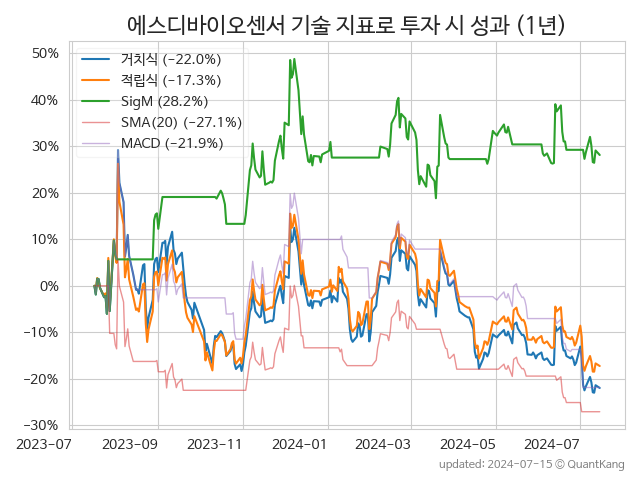 에스디바이오센서 기술 지표로 투자 시 성과 (1년)
50%
40%
30%
20%
10%
0%
−10%
−20%
−30%
거치식 (−22.0%)
적립식 (−17.3%)
SigM (28.2%)
SMA(20) (−27.1%)
MACD (−21.9%)
2023-07
2023-09
2023-11
2024-01
2024-03
2024-05
2024-07
updated: 2024-07-15 © QuantKang